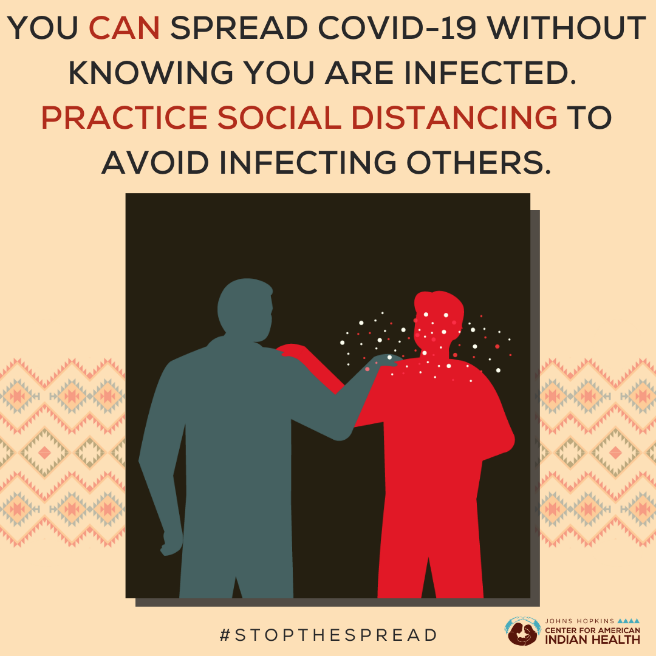 YOU CAN SPREAD COVID-19 WITHOUT
KNOWING YOU ARE INFECTED.
PRACTICE SOCIAL DISTANCING TO
AVOID INFECTING OTHERS.
#STOPTHESPREAD
JOHNS HOPKINS
CENTER FOR AMERICAN
INDIAN HEALTH